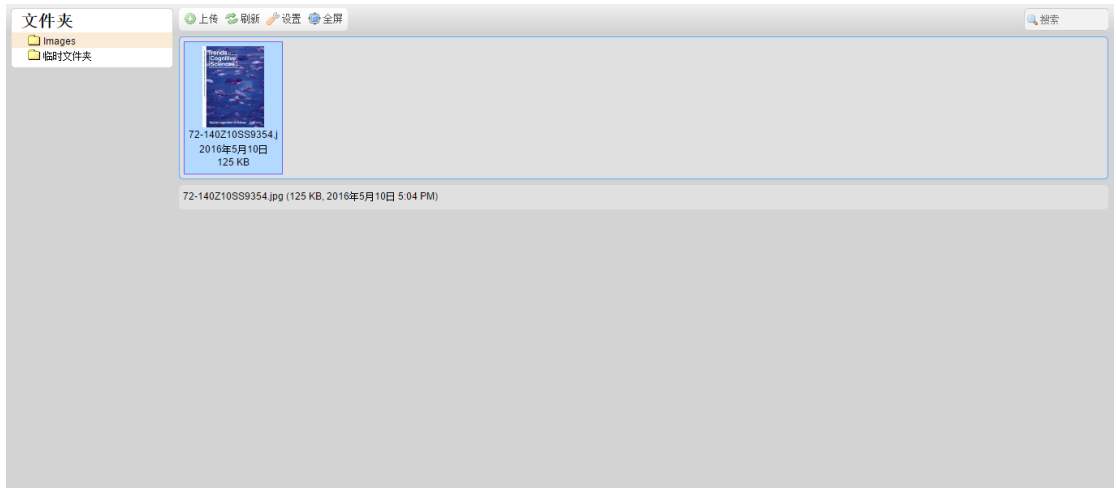 文件夹
Images
临时文件夹
上传 刷新 设置 全屏
搜索
Trends
Cognitive
Sciences
72-140Z10SS9354.j
2016年5月10日
125 KB
72-140Z10SS9354.jpg (125 KB, 2016年5月10日 5:04 PM)